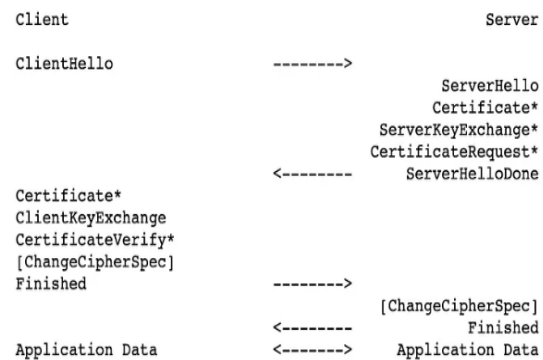 Client Server
ClientHello -------->
ServerHello
Certificate*
ServerKeyExchange*
CertificateRequest*
<-------- ServerHelloDone
Certificate*
ClientKeyExchange
CertificateVerify*
[ChangeCipherSpec]
Finished -------->
[ChangeCipherSpec]
<-------- Finished
Application Data <-------> Application Data